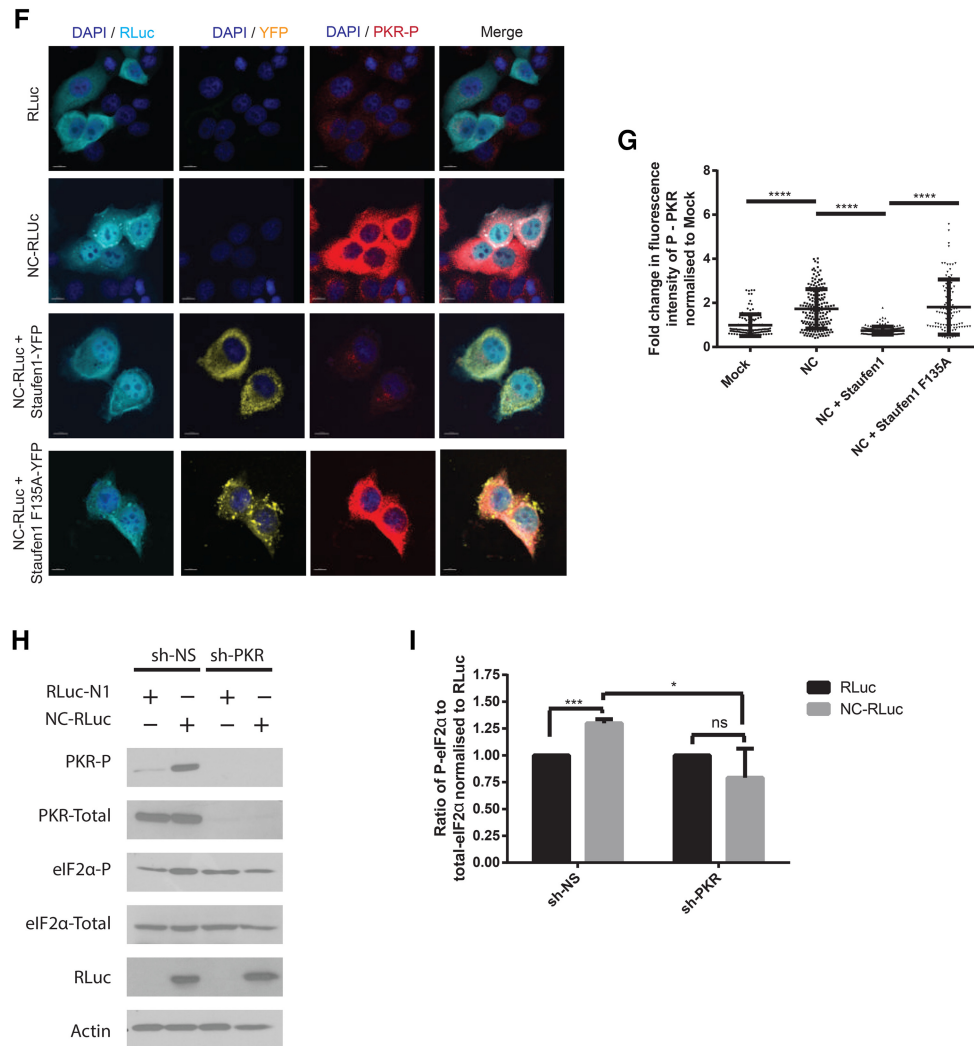 F
DAPI / RLuc
DAPI / YFP
DAPI / PKR-P
Merge
RLuc
NC-RLUc
NC-RLuc +
Staufen1-YFP
NC-RLuc +
Staufen1 F135A-YFP
G
Fold change in fluorescence
intensity of P - PKR
normalised to Mock
8
6
4
2
0
****
****
****
Mock
NC
NC + Staufen1
NC + Staufen1 F135A
H
sh-NS sh-PKR
RLuc-N1 + − + −
NC-RLuc − + − +
PKR-P
PKR-Total
eIF2α-P
eIF2α-Total
RLuc
Actin
I
Ratio of P-eIF2α to
total-eIF2α normalised to RLuc
1.75
1.50
1.25
1.00
0.75
0.50
0.25
0.00
***
*
ns
sh-NS
sh-PKR
RLuc
NC-RLuc